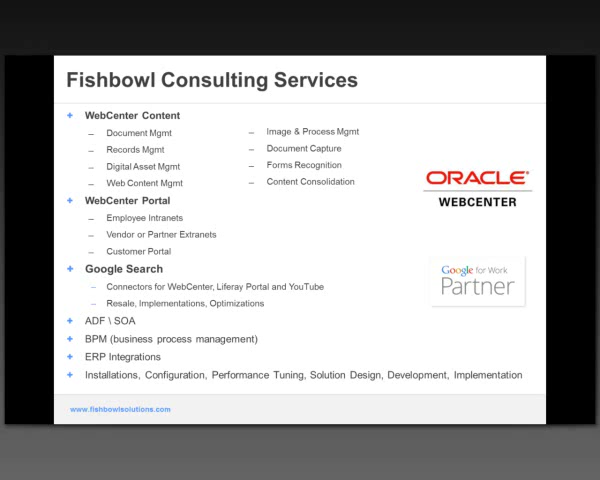 Fishbowl Consulting Services
+ WebCenter Content
– Document Mgmt
– Records Mgmt
– Digital Asset Mgmt
– Web Content Mgmt
– Image & Process Mgmt
– Document Capture
– Forms Recognition
– Content Consolidation
+ WebCenter Portal
– Employee Intranets
– Vendor or Partner Extranets
– Customer Portal
+ Google Search
– Connectors for WebCenter, Liferay Portal and YouTube
– Resale, Implementations, Optimizations
+ ADF \ SOA
+ BPM (business process management)
+ ERP Integrations
+ Installations, Configuration, Performance Tuning, Solution Design, Development, Implementation
ORACLE®
WEBCENTER
Google for Work
Partner
www.fishbowlsolutions.com